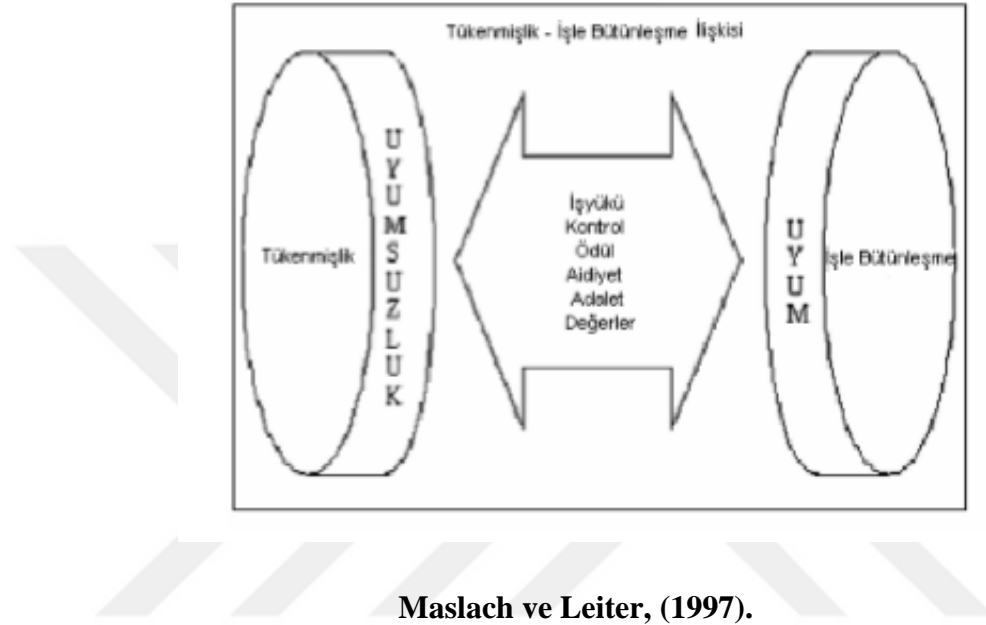 Tükenmişlik - İşle Bütünleşme İlişkisi
Tükenmişlik
UYUMSUZLUK
İşyükü
Kontrol
Ödül
Aidiyet
Adalet
Değerler
UYUM
İşle Bütünleşme
Maslach ve Leiter, (1997).